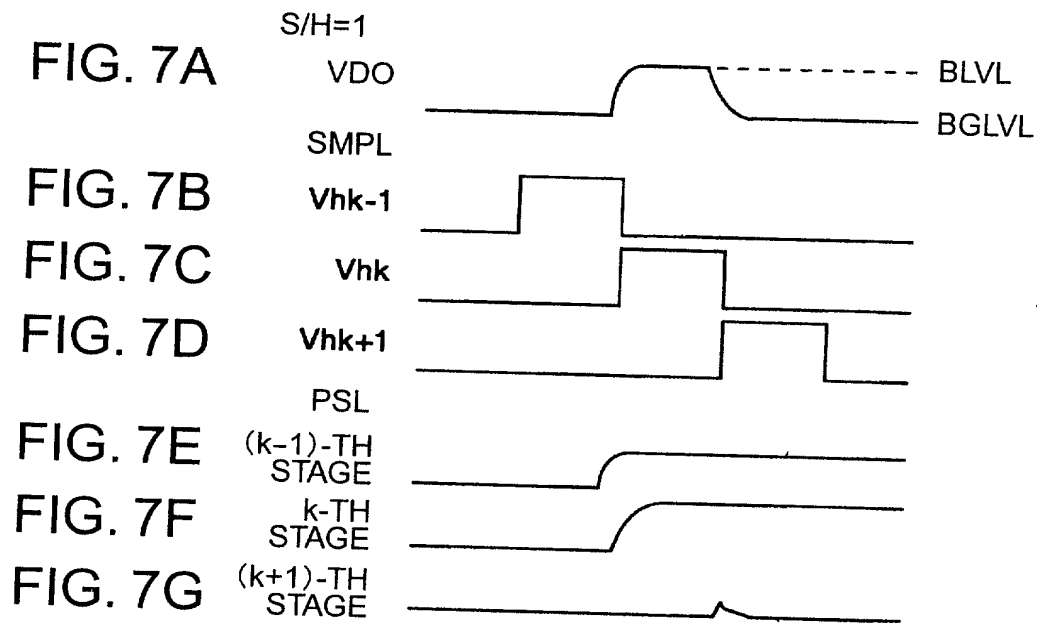 S/H=1
FIG. 7A VDO BLVL
BGLVL
SMPL
FIG. 7B Vhk-1
FIG. 7C Vhk
FIG. 7D Vhk+1
PSL
FIG. 7E (k-1)-TH
STAGE
FIG. 7F k-TH
STAGE
FIG. 7G (k+1)-TH
STAGE